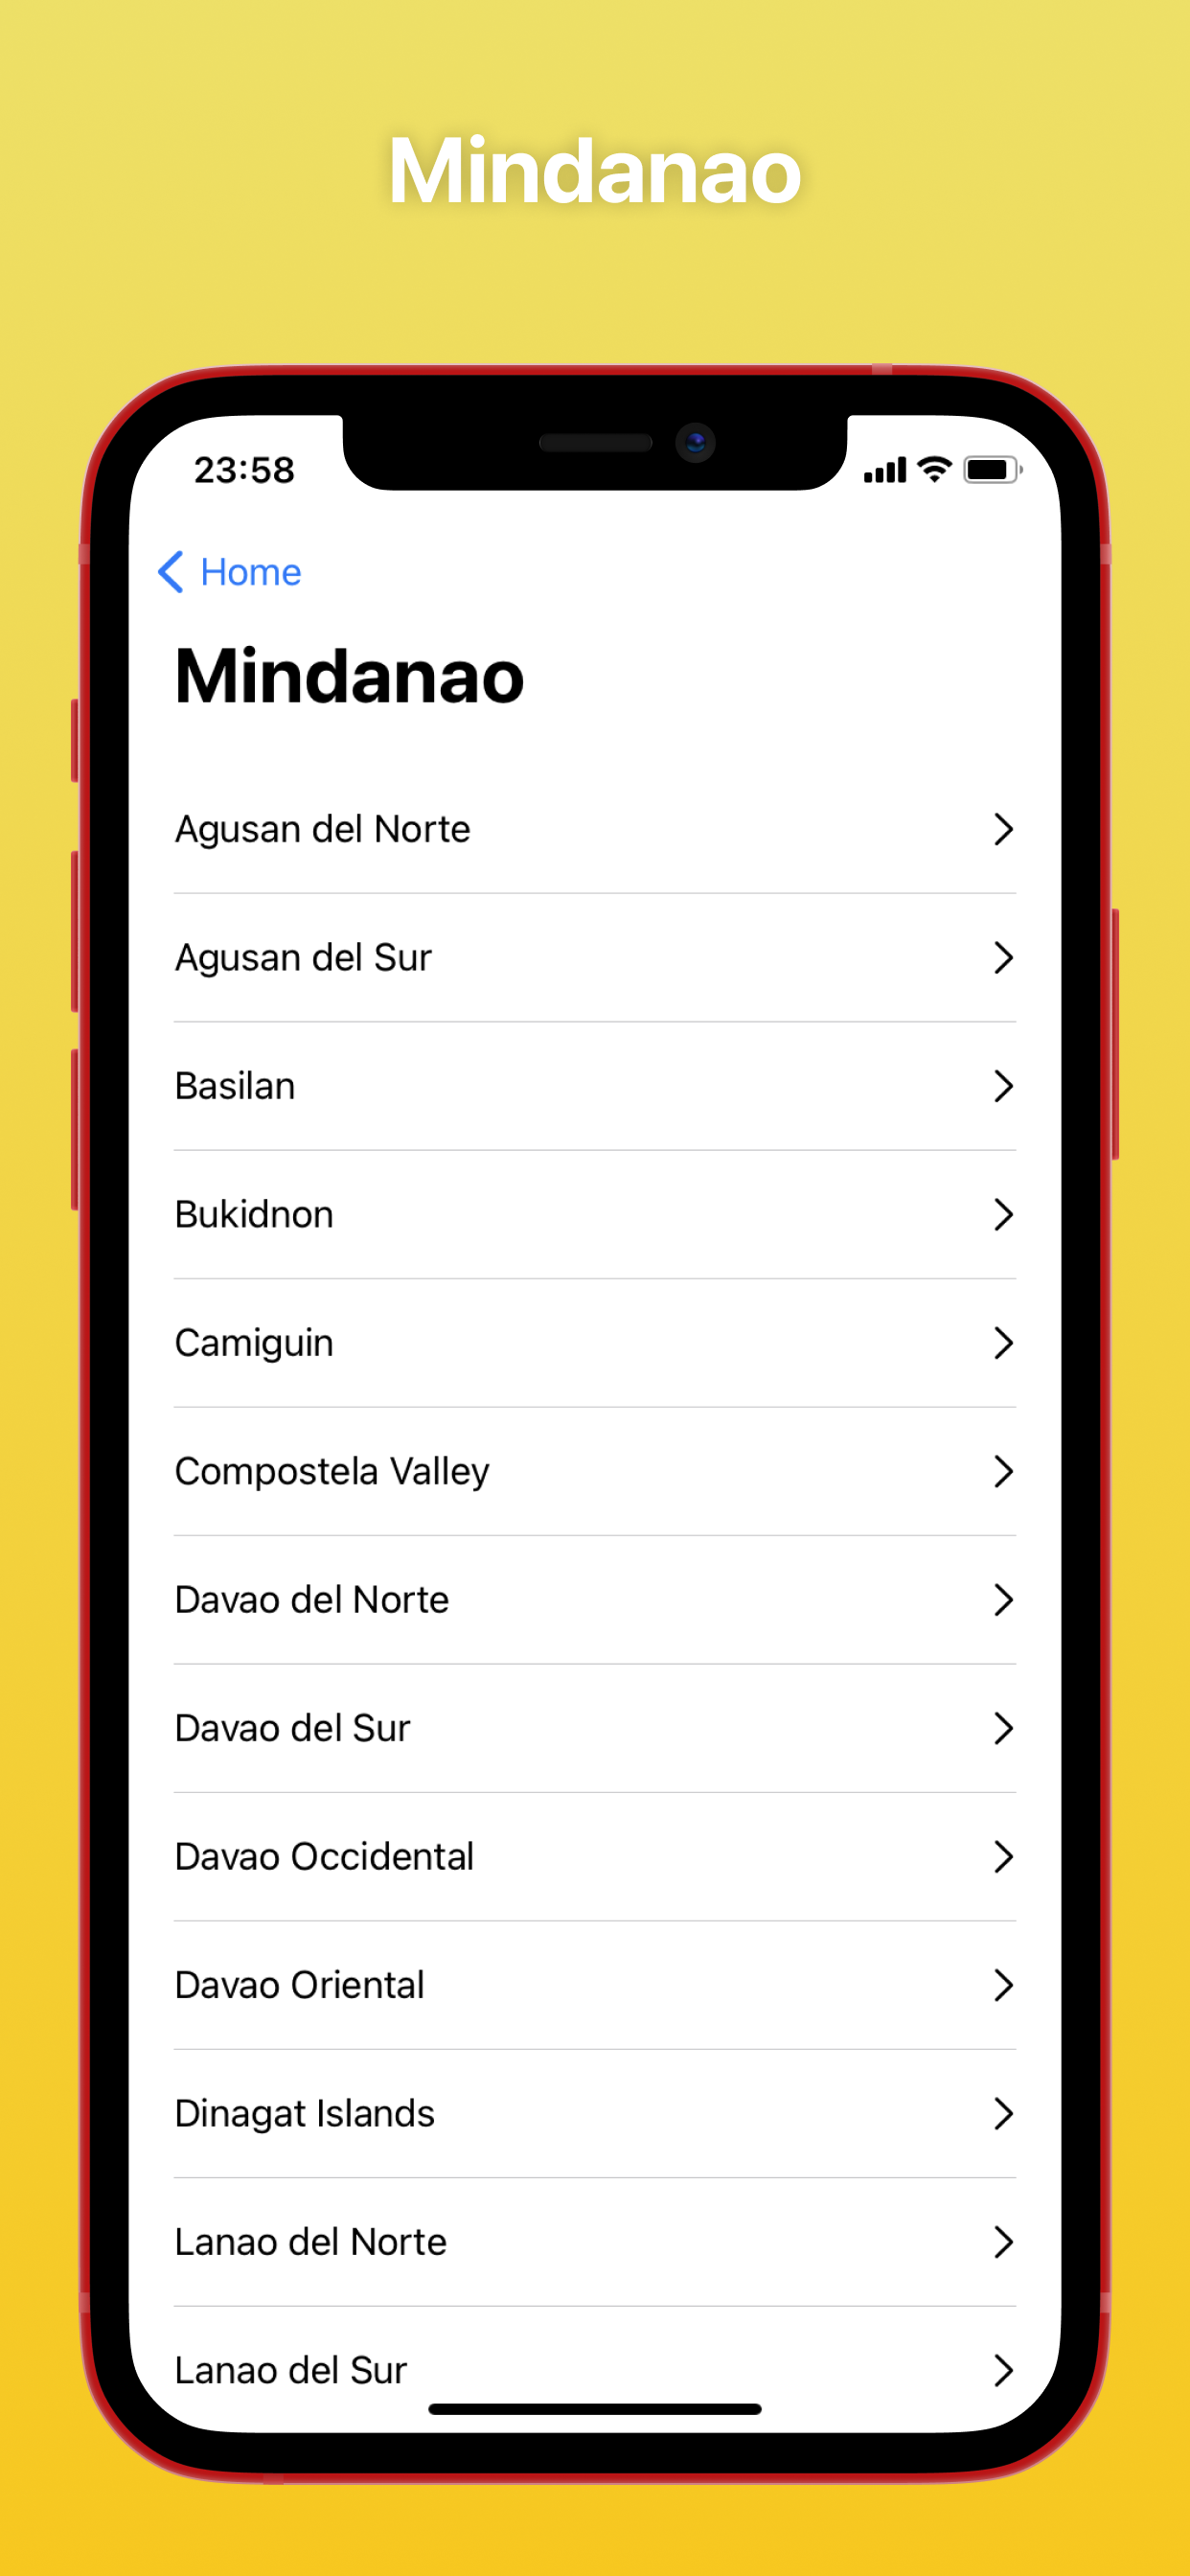 Mindanao
23:58
Home
Mindanao
Agusan del Norte
Agusan del Sur
Basilan
Bukidnon
Camiguin
Compostela Valley
Davao del Norte
Davao del Sur
Davao Occidental
Davao Oriental
Dinagat Islands
Lanao del Norte
Lanao del Sur